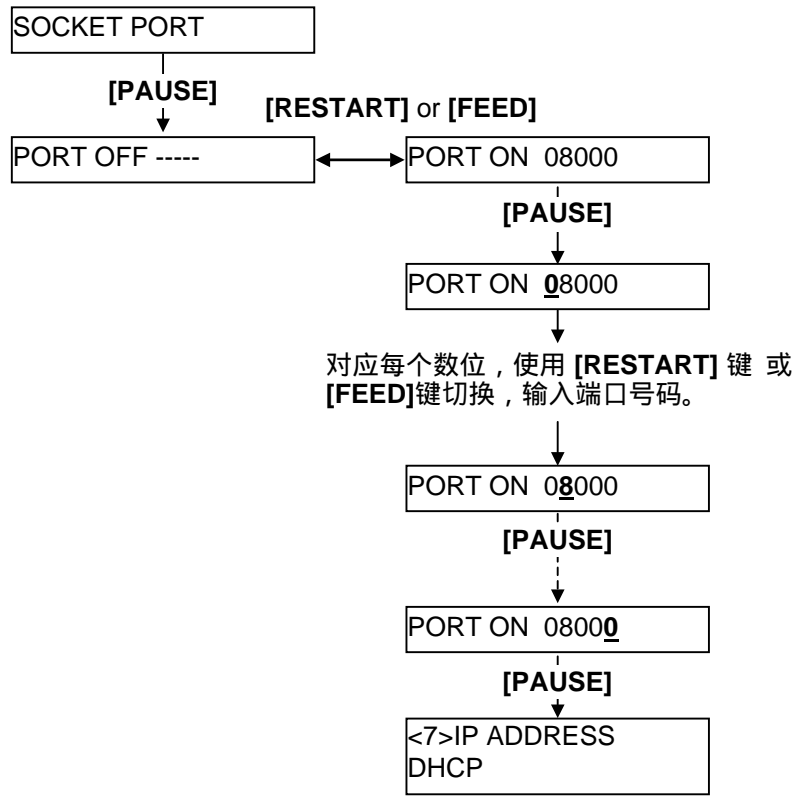 SOCKET PORT
[PAUSE]
[RESTART] or [FEED]
PORT OFF -----
PORT ON 08000
[PAUSE]
PORT ON 08000
对应每个数位，使用 [RESTART] 键 或
[FEED]键切换，输入端口号码。
PORT ON 08000
[PAUSE]
PORT ON 08000
[PAUSE]
<7>IP ADDRESS
DHCP